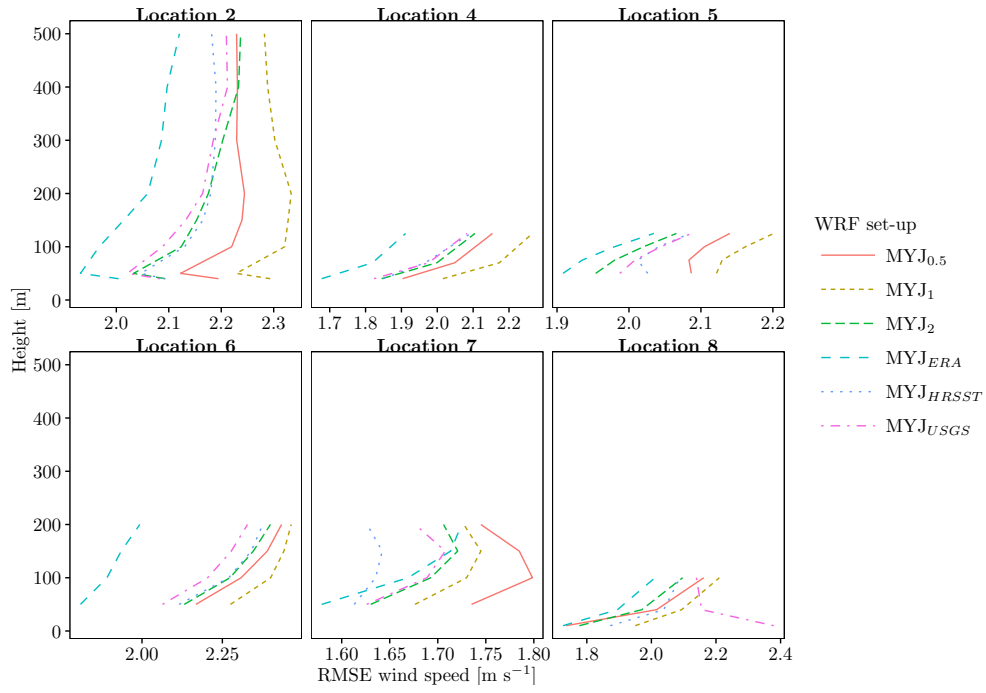 Location 2 Location 4 Location 5
500
400
300
200
100
0
2.0 2.1 2.2 2.3
1.7 1.8 1.9 2.0 2.1 2.2
1.9 2.0 2.1 2.2
Location 6 Location 7 Location 8
500
400
300
200
100
0
2.00 2.25
1.60 1.65 1.70 1.75 1.80
1.8 2.0 2.2 2.4
Height [m]
RMSE wind speed [m s⁻¹]
WRF set-up
MYJ₀.₅
MYJ₁
MYJ₂
MYJ_ERA
MYJ_HRSST
MYJ_USGS